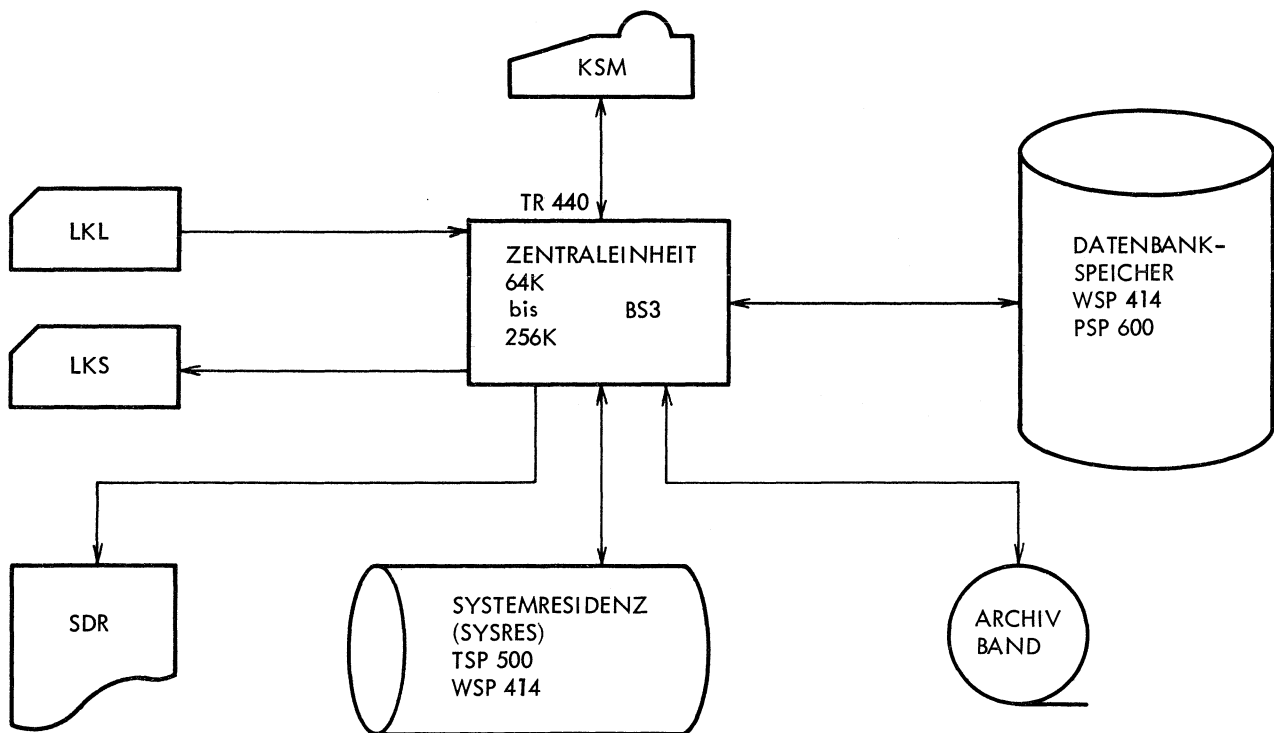 KSM
TR 440
LKL
ZENTRALEINHEIT
64K
bis BS3
256K
DATENBANK-
SPEICHER
WSP 414
PSP 600
LKS
SDR
SYSTEMRESIDENZ
(SYSRES)
TSP 500
WSP 414
ARCHIV
BAND